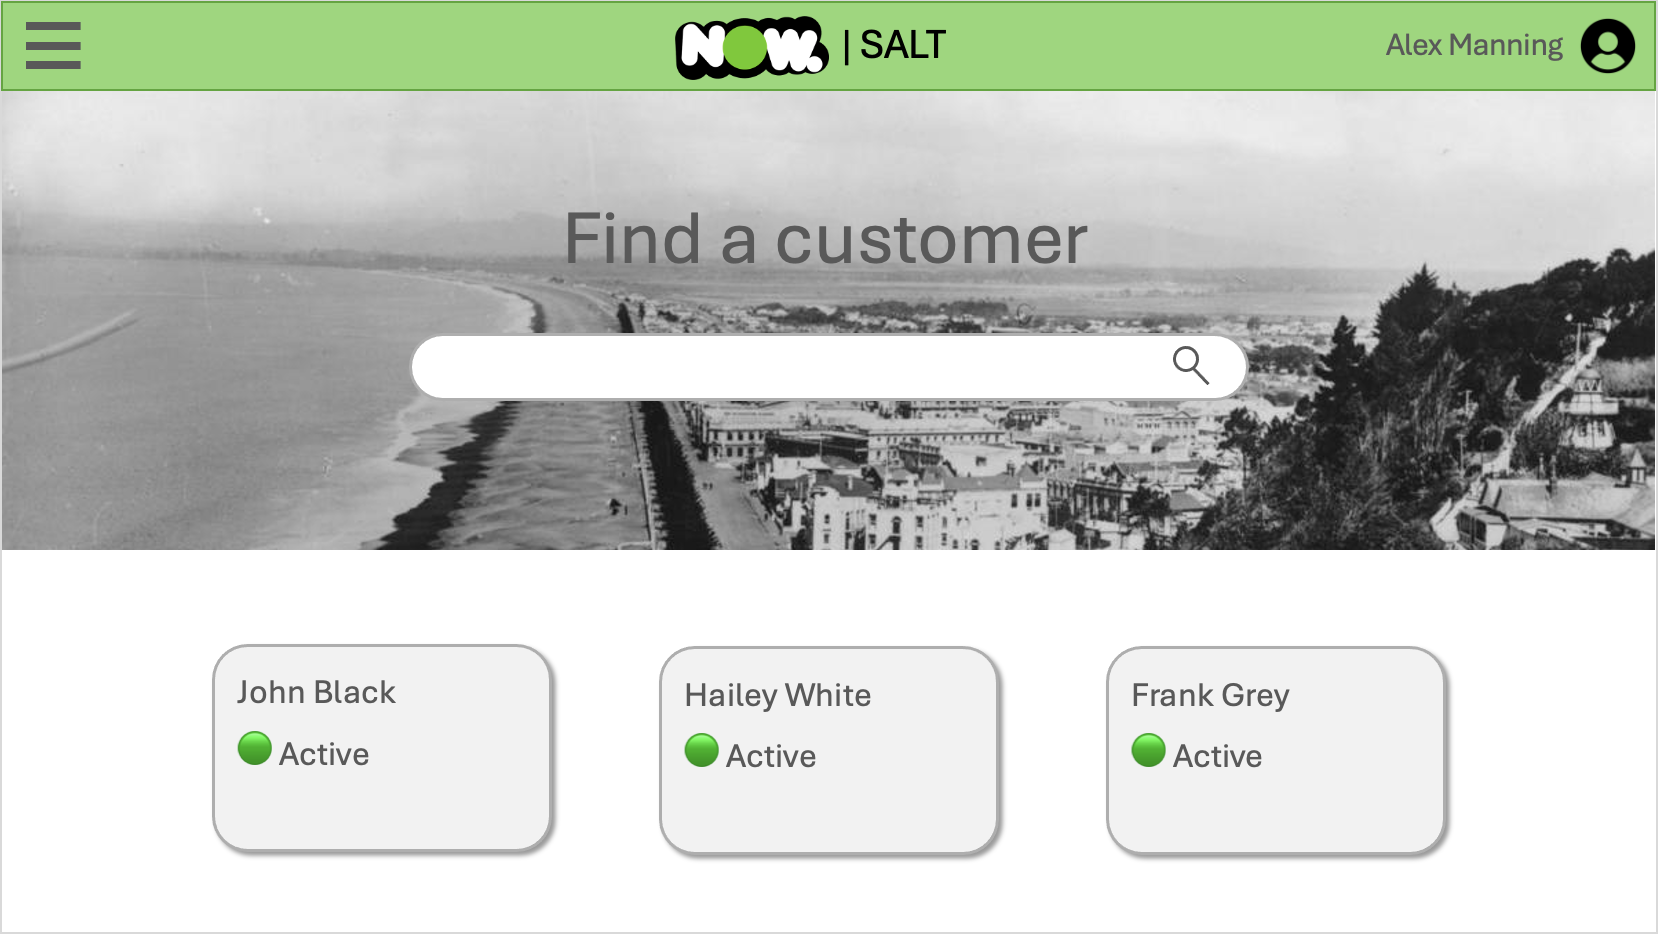 NOW. | SALT
Alex Manning
Find a customer
John Black
Active
Hailey White
Active
Frank Grey
Active